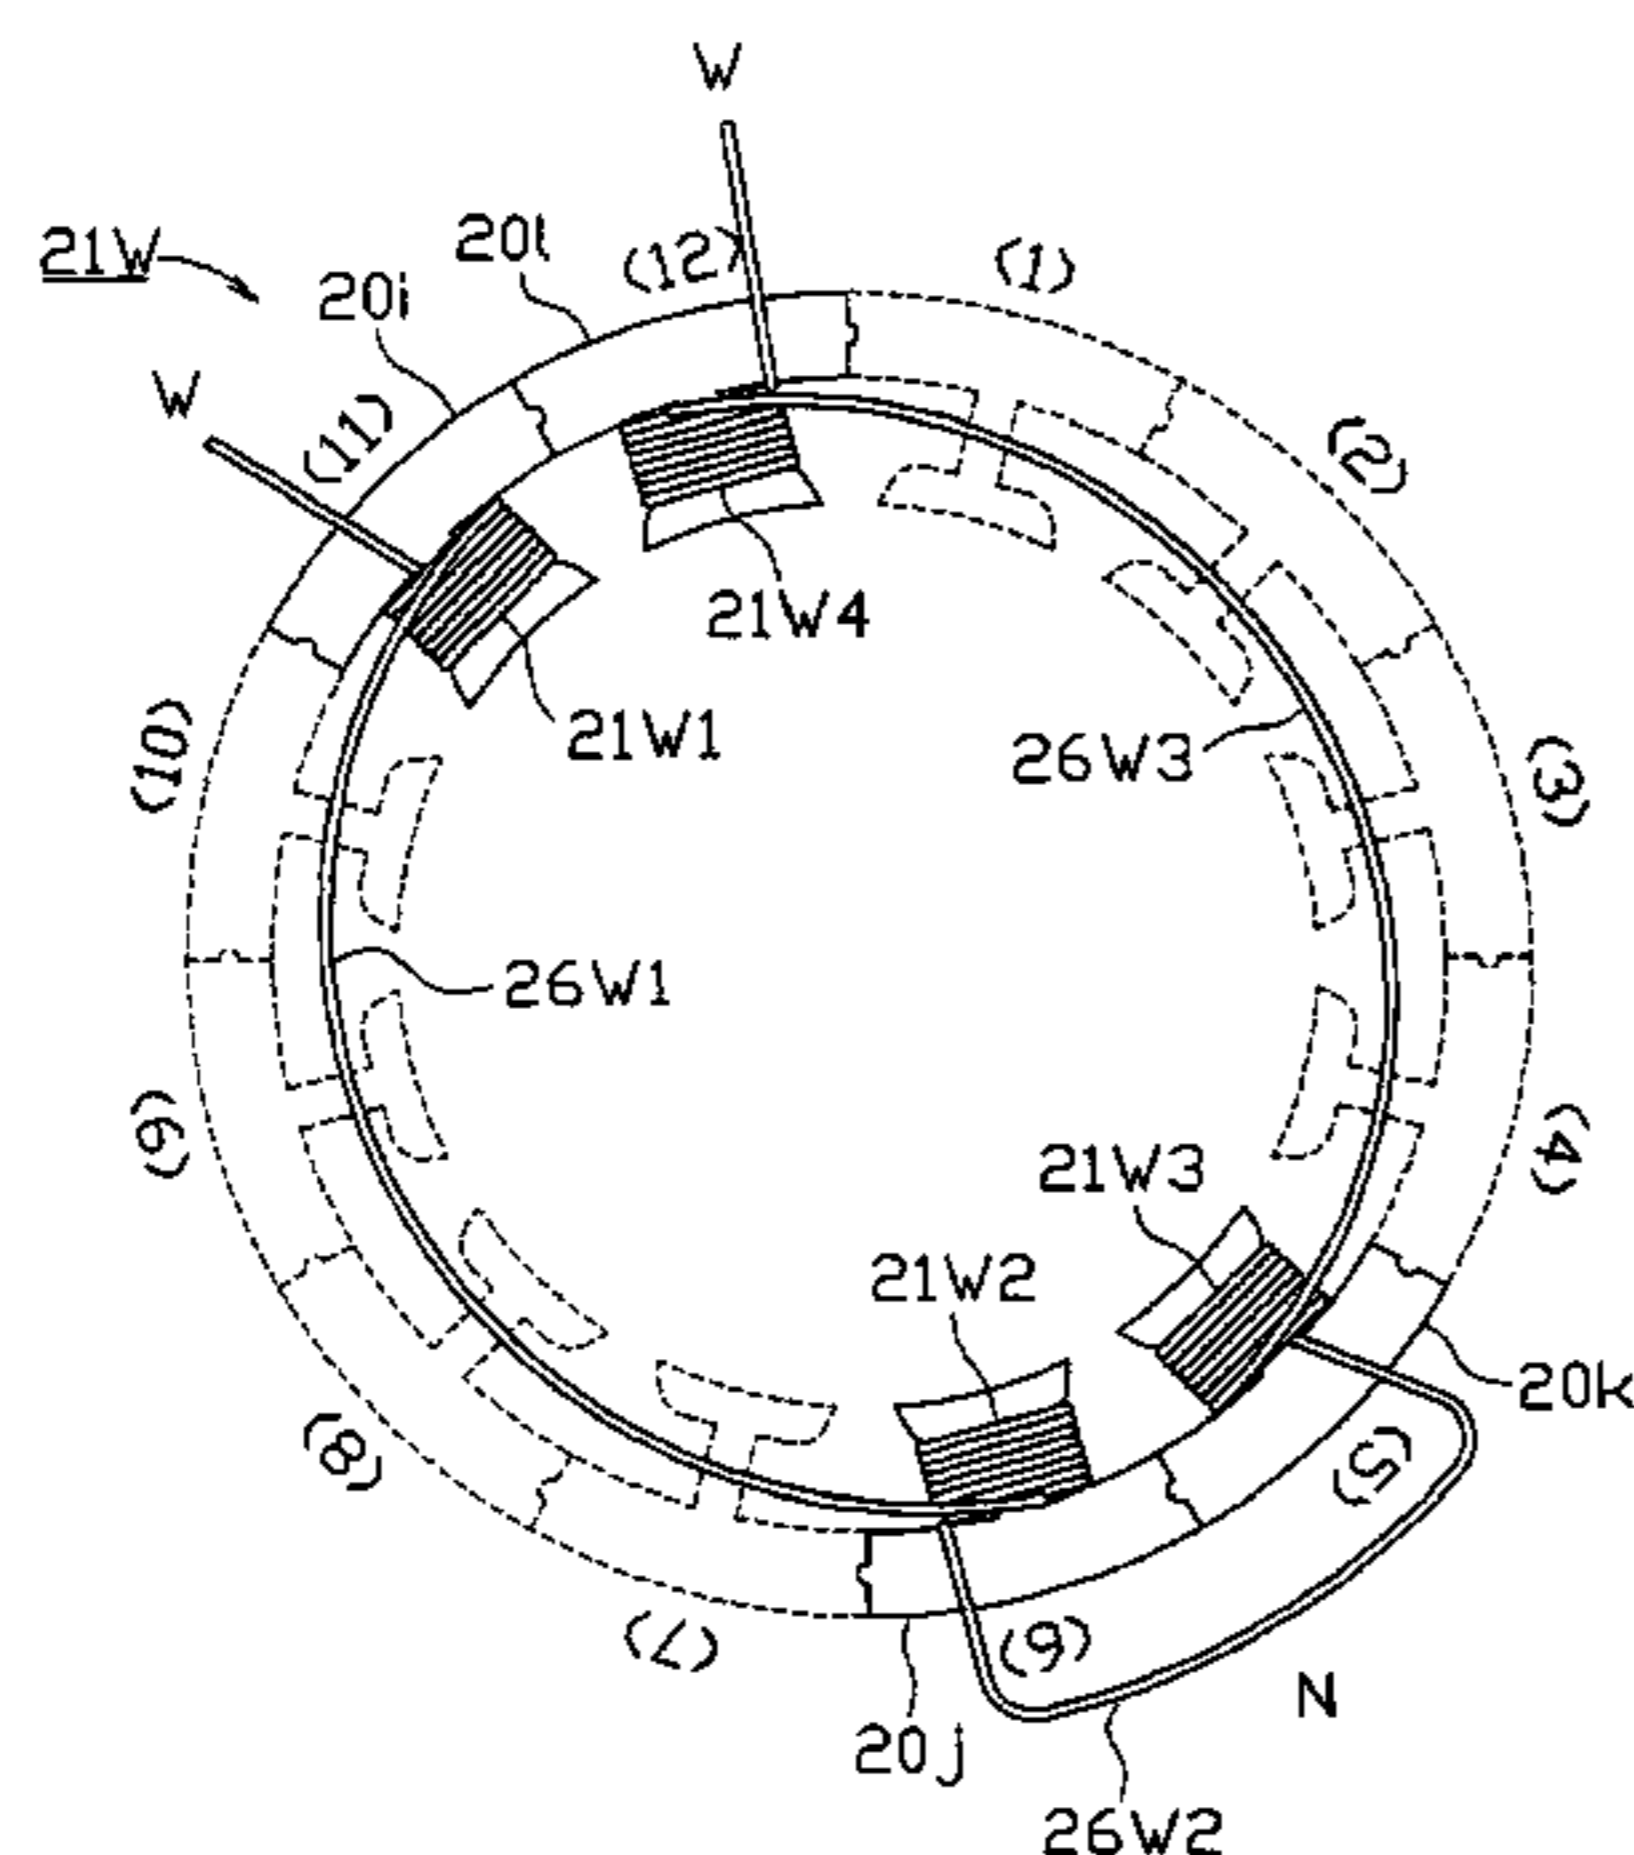 W
21W
20i
20l
(12)
(1)
W
(11)
(2)
21W4
21W1
26W3
(10)
(3)
26W1
(9)
(4)
21W3
21W2
20k
(8)
(5)
(7)
(6)
N
20j
26W2